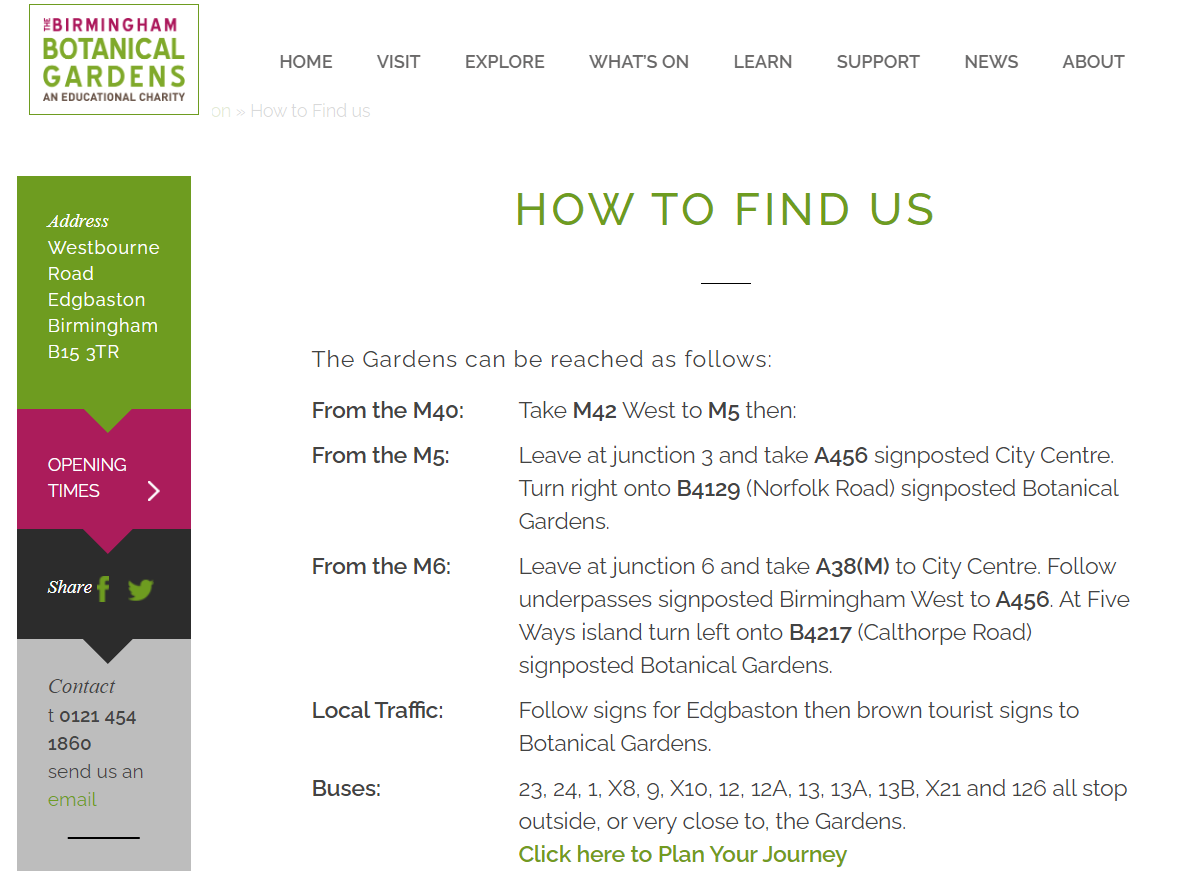 THE BIRMINGHAM
BOTANICAL
GARDENS
AN EDUCATIONAL CHARITY
HOME VISIT EXPLORE WHAT'S ON LEARN SUPPORT NEWS ABOUT
on » How to Find us
Address
Westbourne
Road
Edgbaston
Birmingham
B15 3TR
OPENING
TIMES
Share
Contact
t 0121 454
1860
send us an
email
HOW TO FIND US
The Gardens can be reached as follows:
From the M40: Take M42 West to M5 then:
From the M5: Leave at junction 3 and take A456 signposted City Centre.
Turn right onto B4129 (Norfolk Road) signposted Botanical
Gardens.
From the M6: Leave at junction 6 and take A38(M) to City Centre. Follow
underpasses signposted Birmingham West to A456. At Five
Ways island turn left onto B4217 (Calthorpe Road)
signposted Botanical Gardens.
Local Traffic: Follow signs for Edgbaston then brown tourist signs to
Botanical Gardens.
Buses: 23, 24, 1, X8, 9, X10, 12, 12A, 13, 13A, 13B, X21 and 126 all stop
outside, or very close to, the Gardens.
Click here to Plan Your Journey